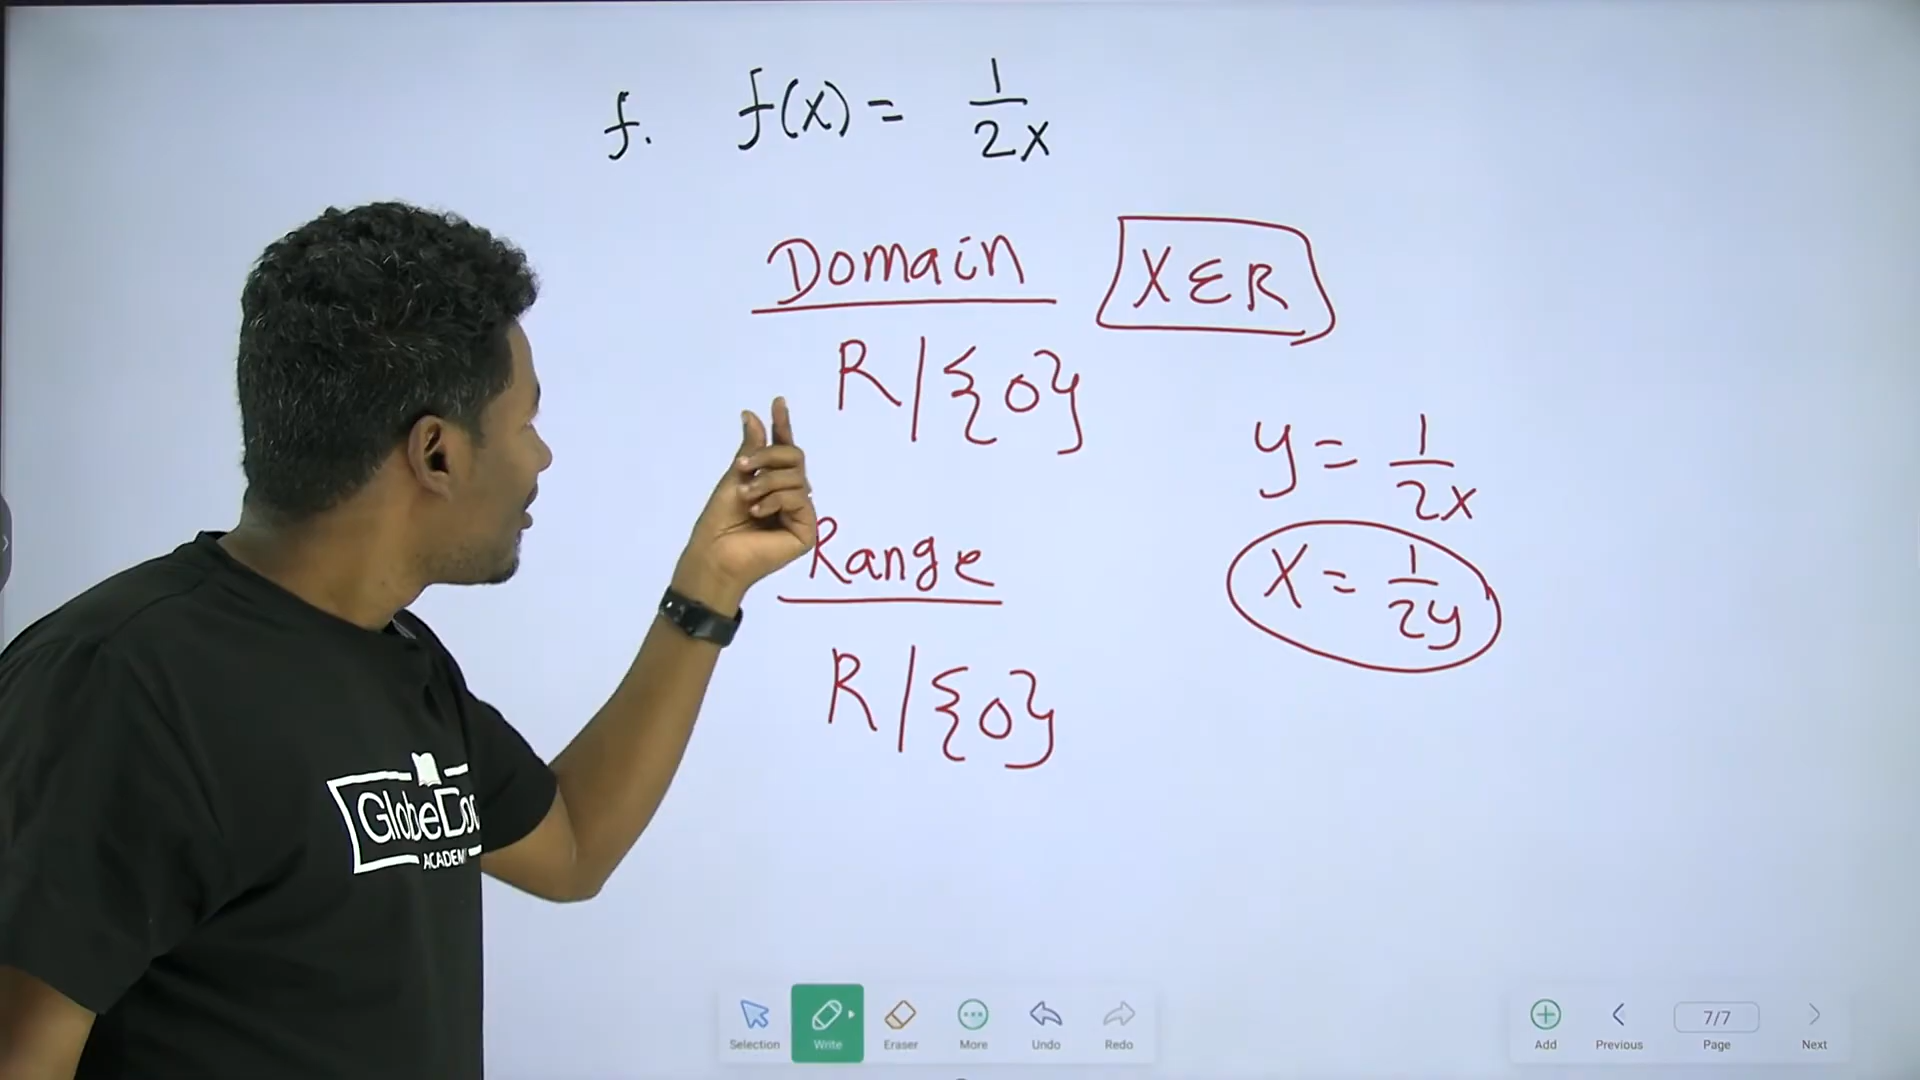 f. f(x) = 1/2x
Domain X ∈ R
R/{0}
y = 1/2x
Range
x = 1/2y
R/{0}
GlobeDoc
ACADEM
Selection Write Eraser More Undo Redo
Add Previous 7/7 Page Next